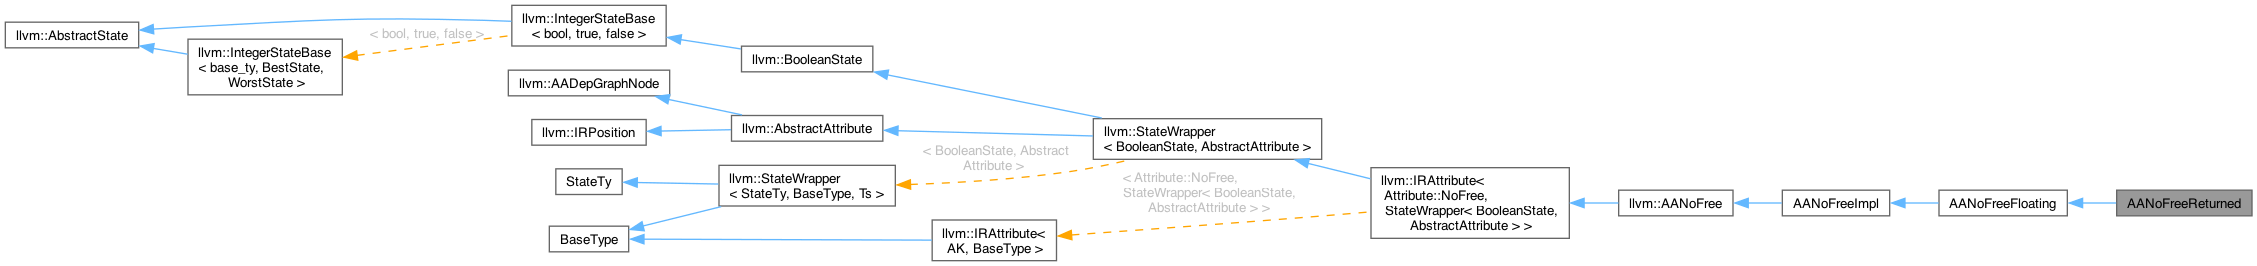 llvm::AbstractState
llvm::IntegerStateBase
< base_ty, BestState,
WorstState >
< bool, true, false >
llvm::IntegerStateBase
< bool, true, false >
llvm::BooleanState
llvm::AADepGraphNode
llvm::IRPosition
llvm::AbstractAttribute
StateTy
BaseType
llvm::StateWrapper
< StateTy, BaseType, Ts >
< BooleanState, Abstract
Attribute >
llvm::IRAttribute<
AK, BaseType >
llvm::StateWrapper
< BooleanState, AbstractAttribute >
< Attribute::NoFree,
StateWrapper< BooleanState,
AbstractAttribute > >
llvm::IRAttribute<
Attribute::NoFree,
StateWrapper< BooleanState,
AbstractAttribute > >
llvm::AANoFree
AANoFreeImpl
AANoFreeFloating
AANoFreeReturned